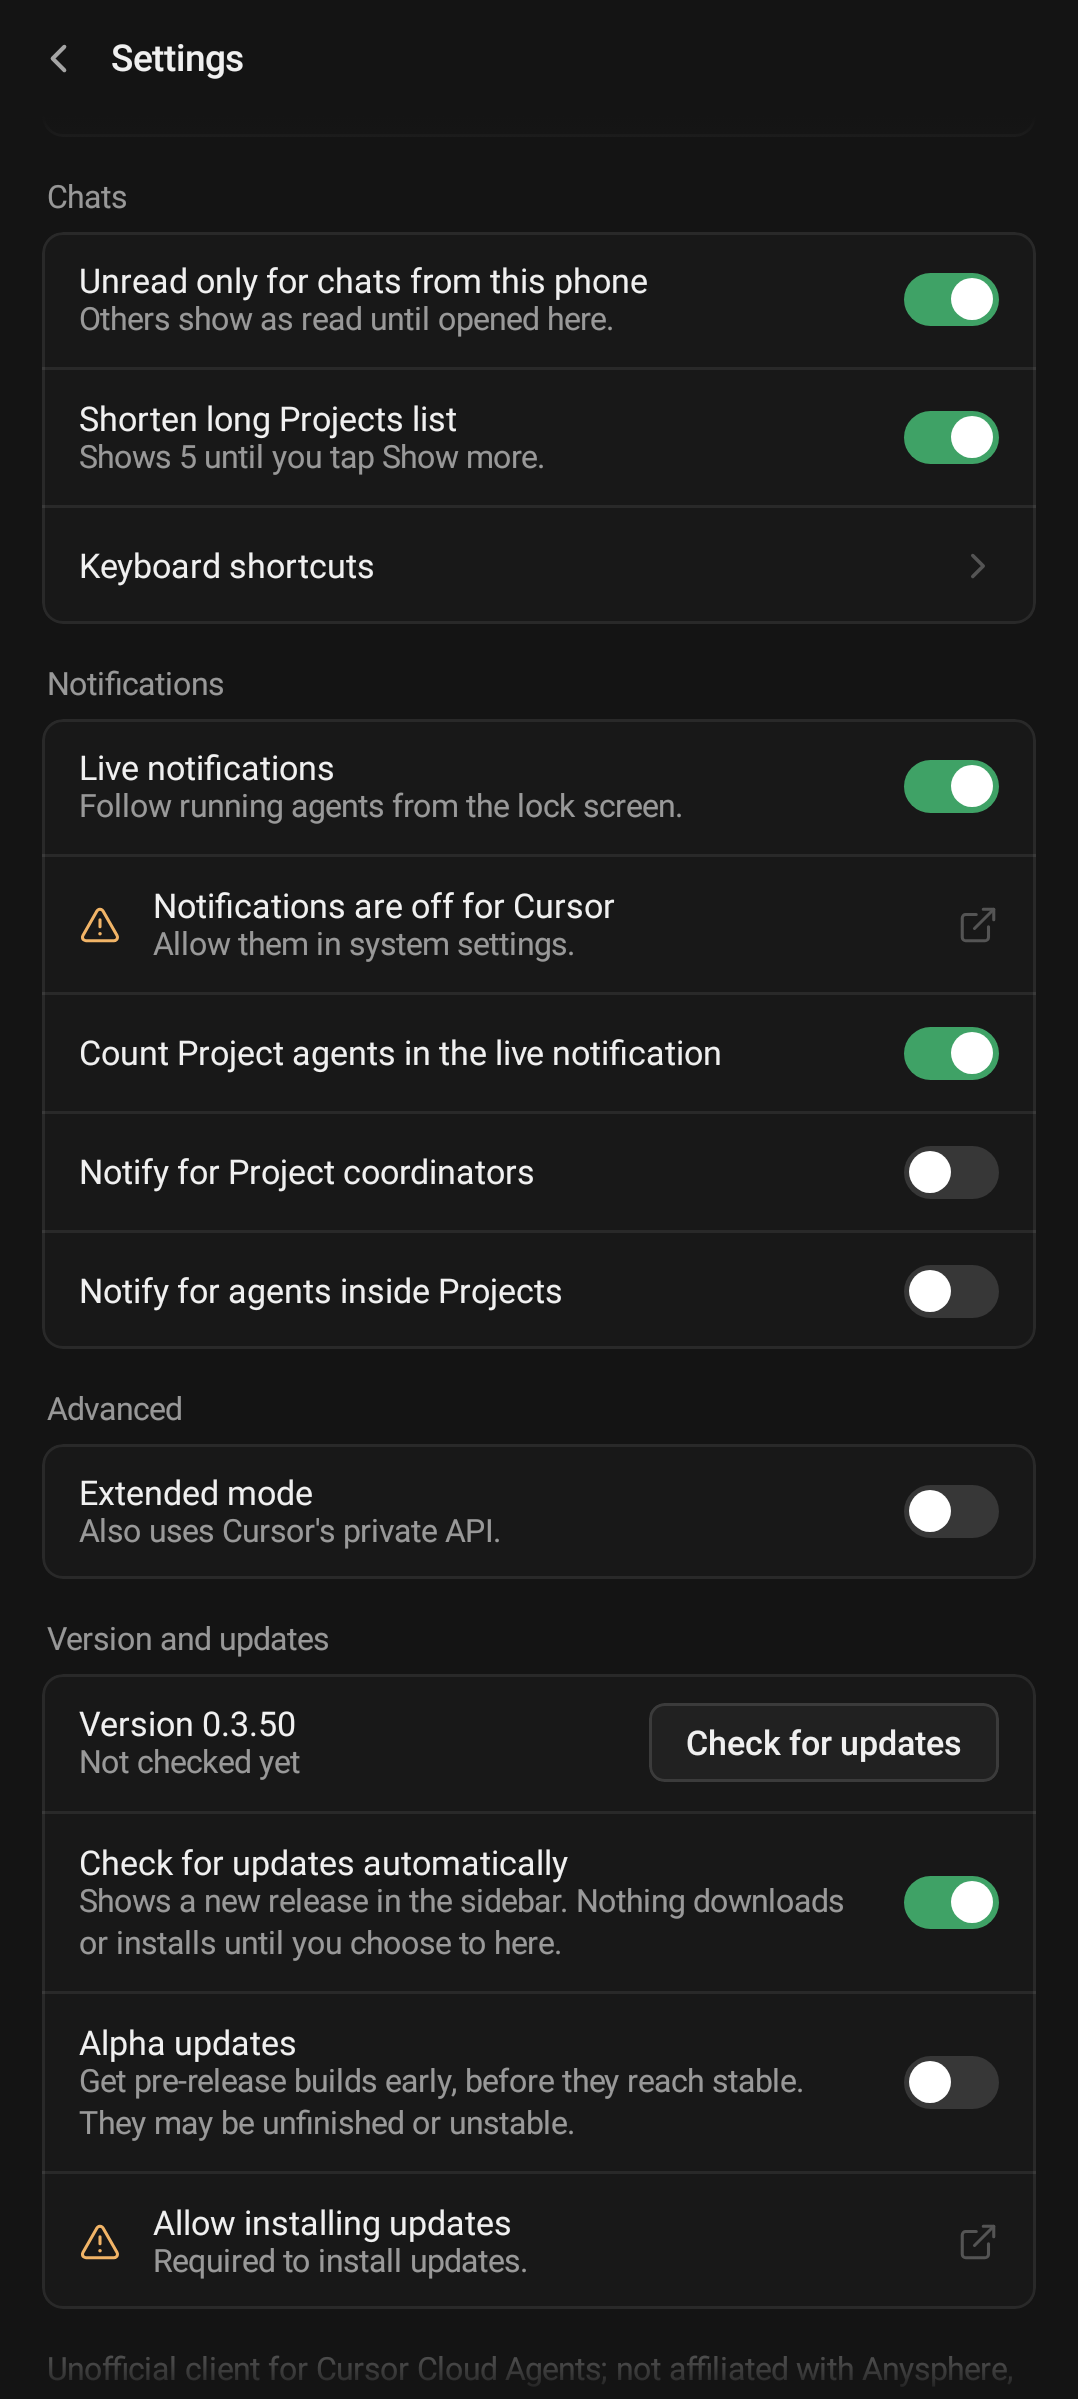 Settings
Chats
Unread only for chats from this phone
Others show as read until opened here.
Shorten long Projects list
Shows 5 until you tap Show more.
Keyboard shortcuts
Notifications
Live notifications
Follow running agents from the lock screen.
Notifications are off for Cursor
Allow them in system settings.
Count Project agents in the live notification
Notify for Project coordinators
Notify for agents inside Projects
Advanced
Extended mode
Also uses Cursor's private API.
Version and updates
Version 0.3.50
Not checked yet
Check for updates
Check for updates automatically
Shows a new release in the sidebar. Nothing downloads
or installs until you choose to here.
Alpha updates
Get pre-release builds early, before they reach stable.
They may be unfinished or unstable.
Allow installing updates
Required to install updates.
Unofficial client for Cursor Cloud Agents; not affiliated with Anysphere,